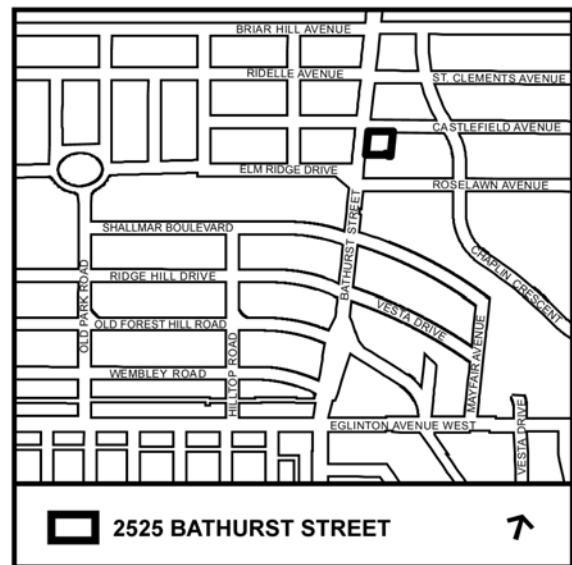 BRIAR HILL AVENUE
RIDELLE AVENUE
ST. CLEMENTS AVENUE
CASTLEFIELD AVENUE
ELM RIDGE DRIVE
ROSELAWN AVENUE
SHALLMAR BOULEVARD
BATHURST STREET
CHAPLIN CRESCENT
OLD PARK ROAD
RIDGE HILL DRIVE
VESTA DRIVE
OLD FOREST HILL ROAD
HILLTOP ROAD
MAYFAIR AVENUE
WEMBLEY ROAD
EGLINTON AVENUE WEST
VESTA DRIVE
2525 BATHURST STREET